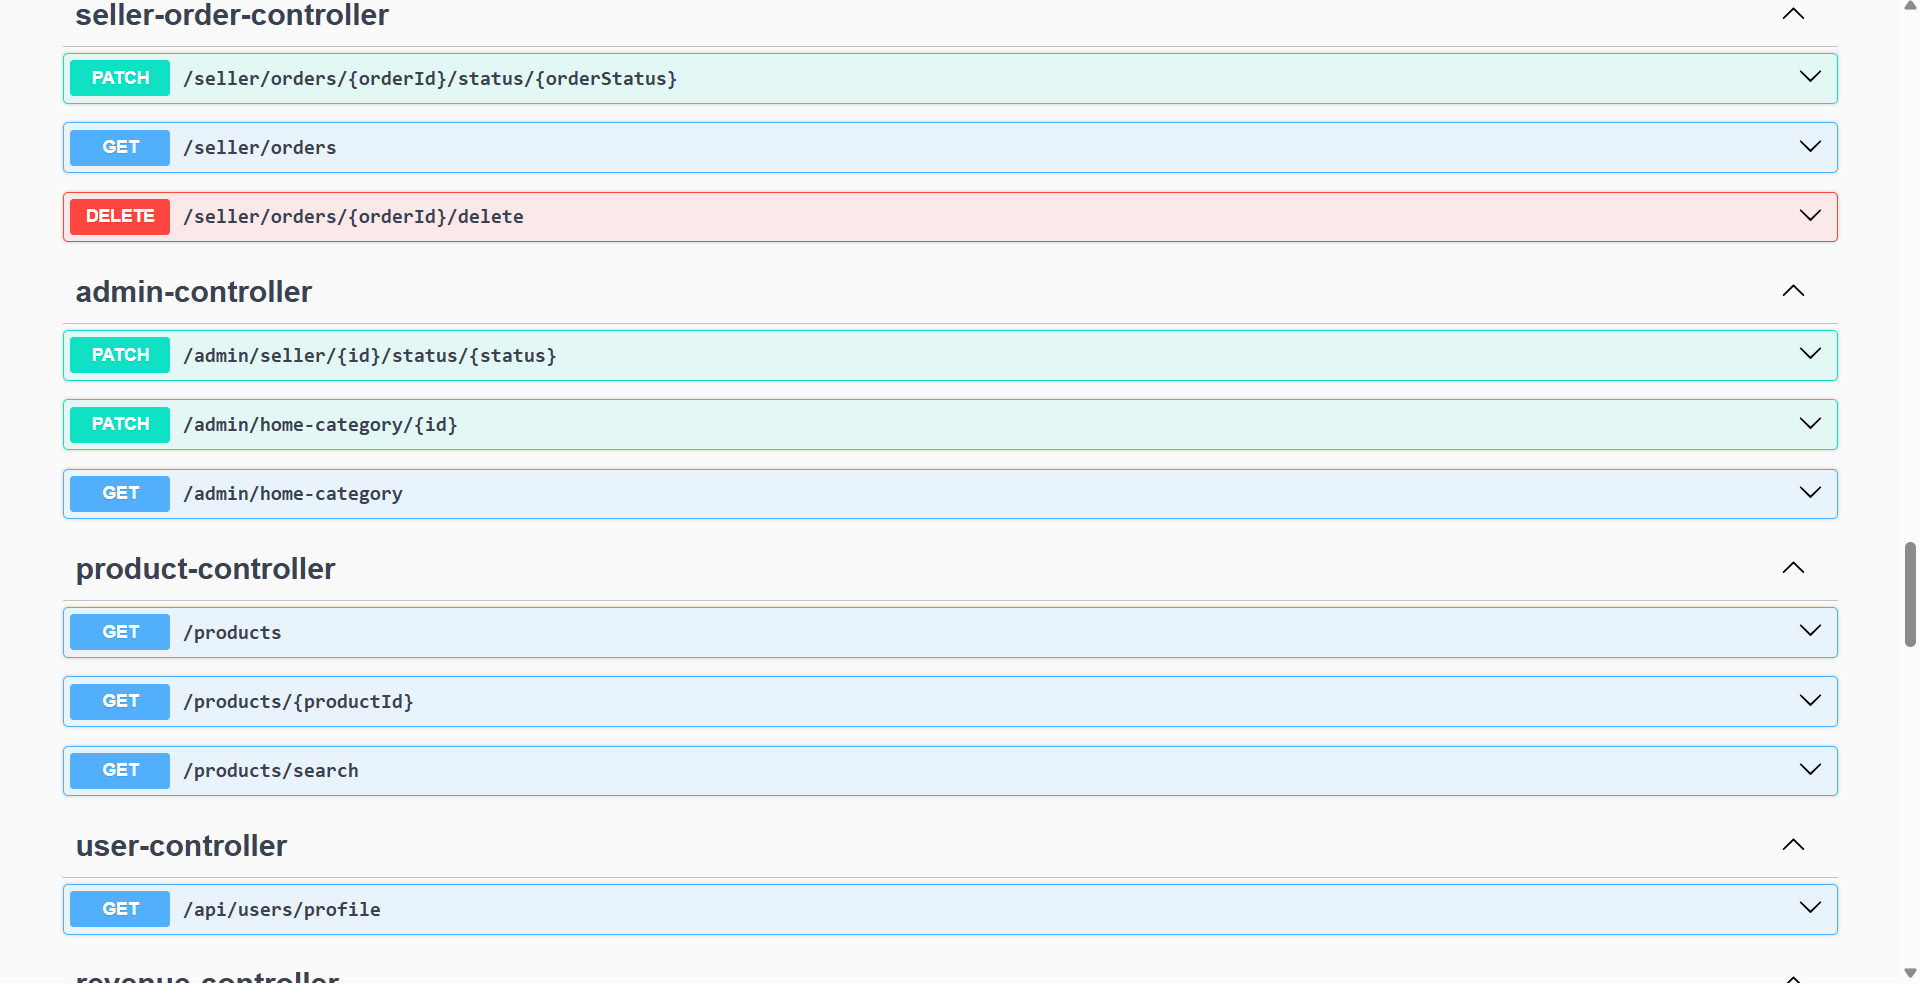 seller-order-controller
PATCH /seller/orders/{orderId}/status/{orderStatus}
GET /seller/orders
DELETE /seller/orders/{orderId}/delete
admin-controller
PATCH /admin/seller/{id}/status/{status}
PATCH /admin/home-category/{id}
GET /admin/home-category
product-controller
GET /products
GET /products/{productId}
GET /products/search
user-controller
GET /api/users/profile
revenue-controller